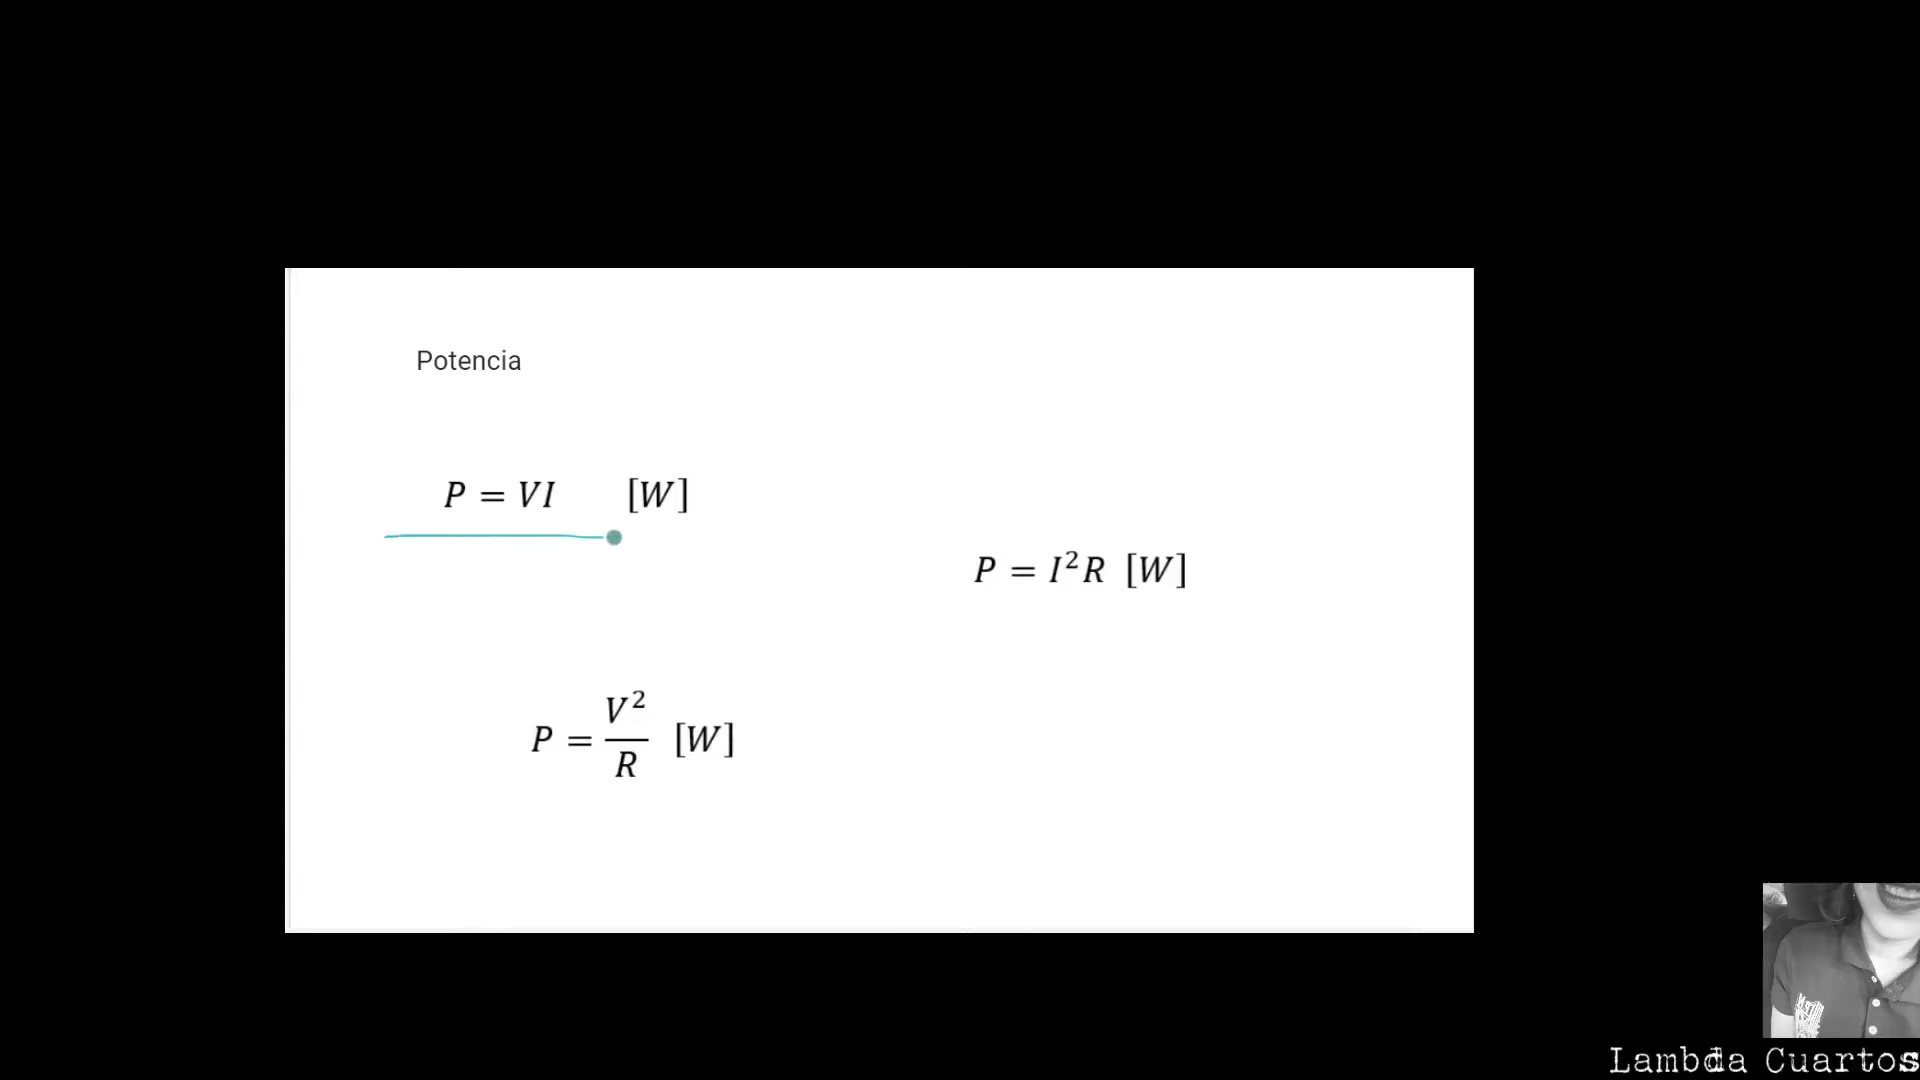 Potencia
P = VI [W]
P = I²R [W]
P = V²/R [W]
Lambda Cuartos